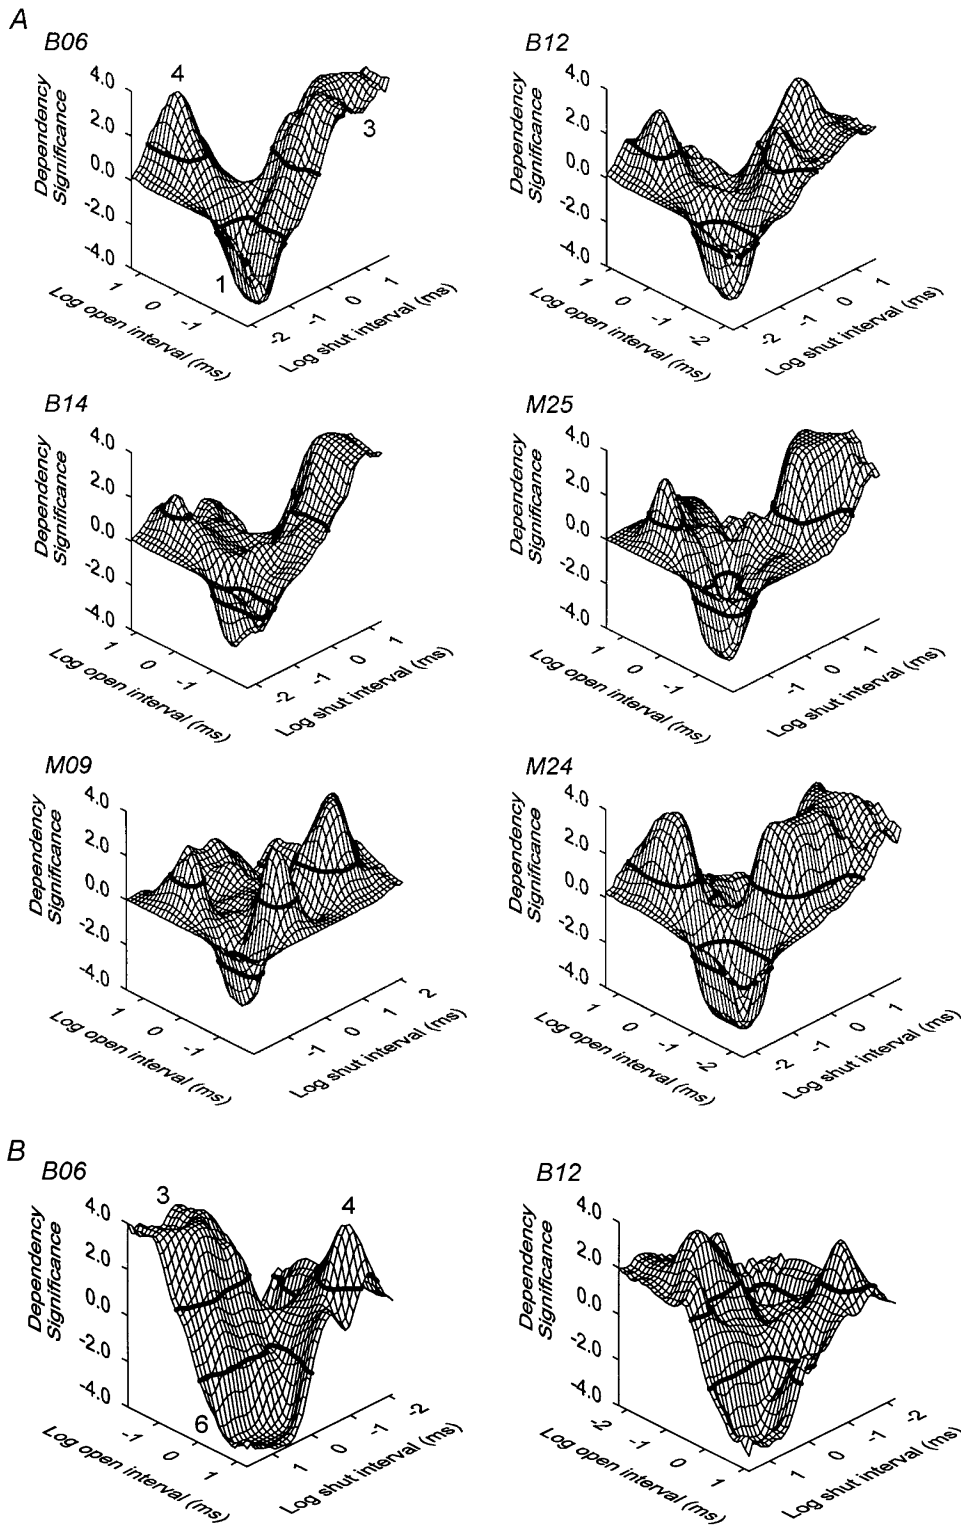 A
B06
4.0
2.0
0.0
-2.0
-4.0
Dependency
Significance
4
3
1
1 0 -1
Log open interval (ms)
-2 -1 0 1
Log shut interval (ms)
B12
4.0
2.0
0.0
-2.0
-4.0
Dependency
Significance
1 0 -1 -2
Log open interval (ms)
-2 -1 0 1
Log shut interval (ms)
B14
4.0
2.0
0.0
-2.0
-4.0
Dependency
Significance
1 0 -1
Log open interval (ms)
-2 -1 0 1
Log shut interval (ms)
M25
4.0
2.0
0.0
-2.0
-4.0
Dependency
Significance
1 0 -1
Log open interval (ms)
-1 0 1
Log shut interval (ms)
M09
4.0
2.0
0.0
-2.0
-4.0
Dependency
Significance
1 0 -1
Log open interval (ms)
-1 0 1 2
Log shut interval (ms)
M24
4.0
2.0
0.0
-2.0
-4.0
Dependency
Significance
1 0 -1 -2
Log open interval (ms)
-2 -1 0 1
Log shut interval (ms)
B
B06
4.0
2.0
0.0
-2.0
-4.0
Dependency
Significance
3
4
6
-1 0 1
Log open interval (ms)
1 0 -1 -2
Log shut interval (ms)
B12
4.0
2.0
0.0
-2.0
-4.0
Dependency
Significance
-2 -1 0 1
Log open interval (ms)
1 0 -1 -2
Log shut interval (ms)